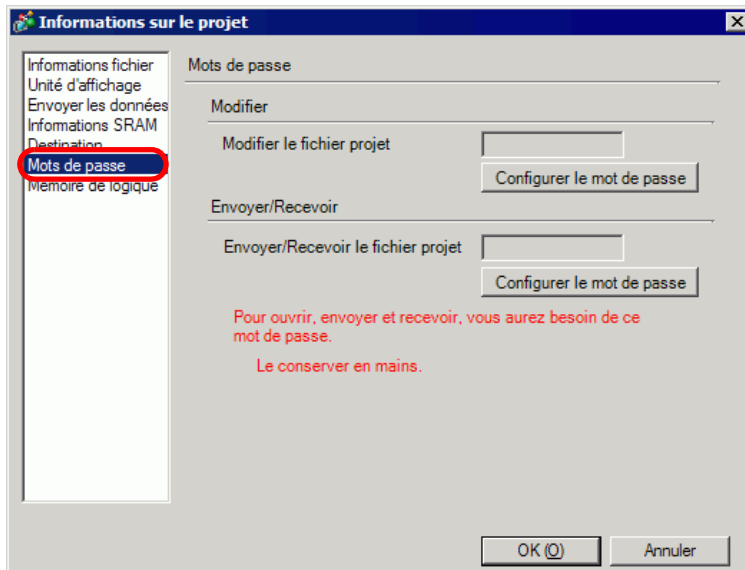 Informations sur le projet
Informations fichier
Unité d'affichage
Envoyer les données
Informations SRAM
Destination
Mots de passe
Mémoire de logique
Mots de passe
Modifier
Modifier le fichier projet
Configurer le mot de passe
Envoyer/Recevoir
Envoyer/Recevoir le fichier projet
Configurer le mot de passe
Pour ouvrir, envoyer et recevoir, vous aurez besoin de ce
mot de passe.
Le conserver en mains.
OK (O)
Annuler